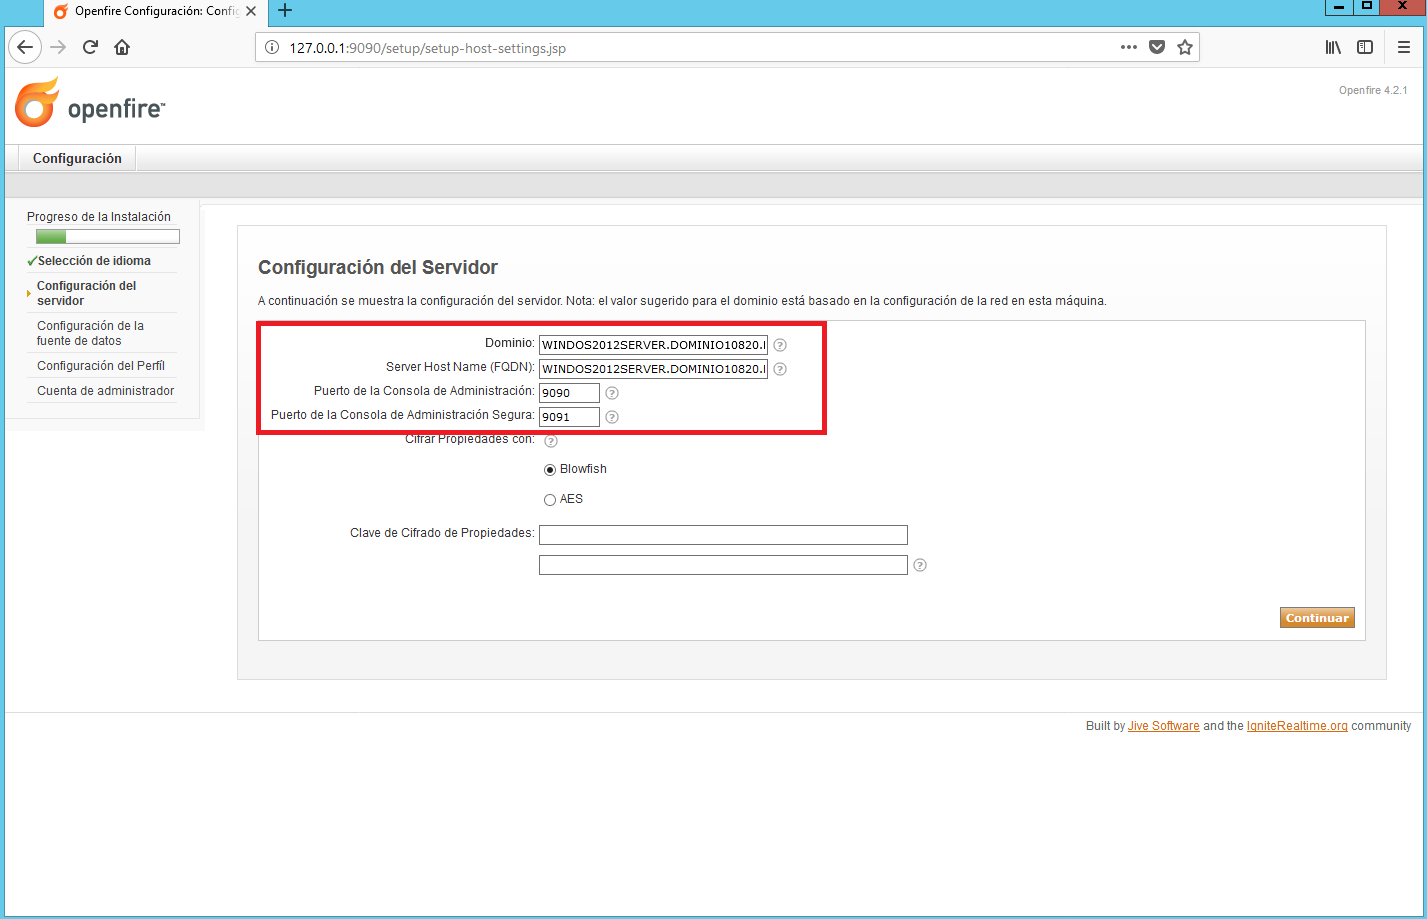 Openfire Configuración: Config
127.0.0.1:9090/setup/setup-host-settings.jsp
openfire™
Openfire 4.2.1
Configuración
Progreso de la Instalación
Selección de idioma
Configuración del
servidor
Configuración de la
fuente de datos
Configuración del Perfíl
Cuenta de administrador
Configuración del Servidor
A continuación se muestra la configuración del servidor. Nota: el valor sugerido para el dominio está basado en la configuración de la red en esta máquina.
Dominio: WINDOS2012SERVER.DOMINIO10820.
Server Host Name (FQDN): WINDOS2012SERVER.DOMINIO10820.
Puerto de la Consola de Administración: 9090
Puerto de la Consola de Administración Segura: 9091
Cifrar Propiedades con:
Blowfish
AES
Clave de Cifrado de Propiedades:
Continuar
Built by Jive Software and the IgniteRealtime.org community